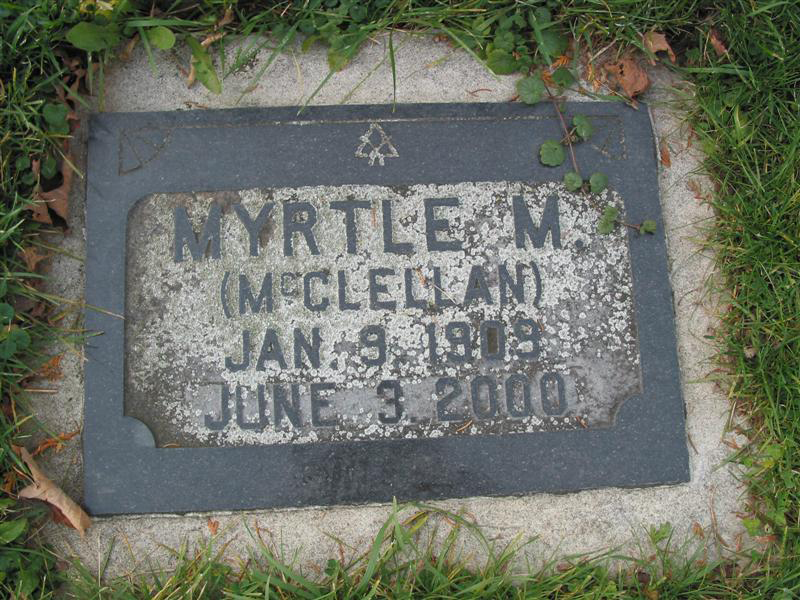 MYRTLE M.
(McCLELLAN)
JAN. 9. 1909
JUNE 3. 2000